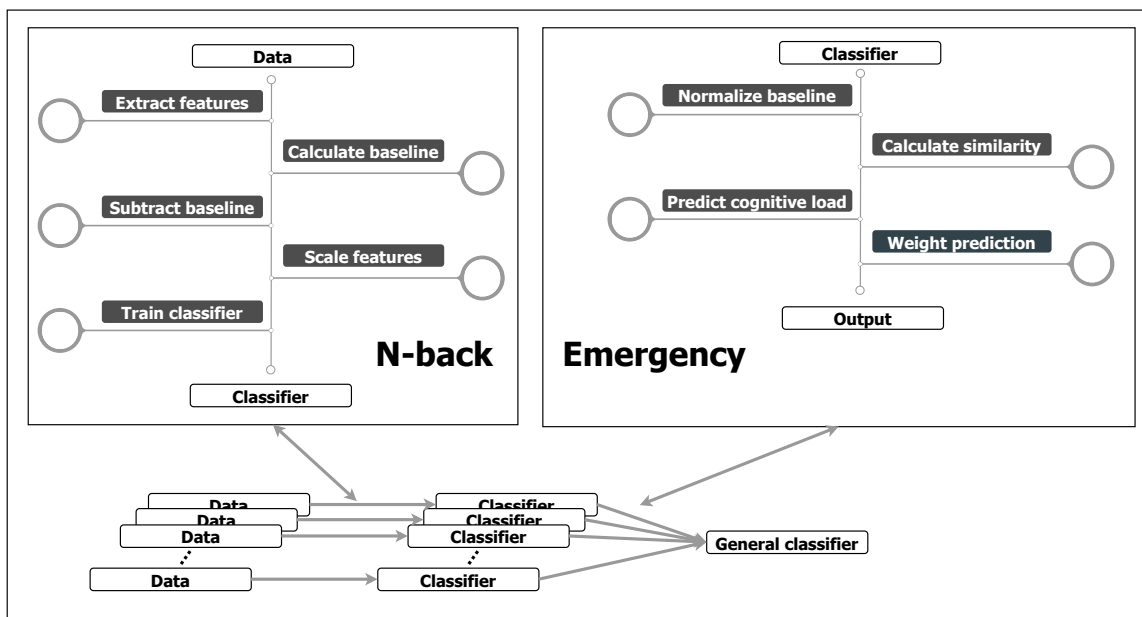 Data
Extract features
Calculate baseline
Subtract baseline
Scale features
Train classifier
N-back
Classifier
Classifier
Normalize baseline
Calculate similarity
Predict cognitive load
Weight prediction
Output
Emergency
Data
Classifier
Data
Classifier
Data
Classifier
General classifier
Data
Classifier